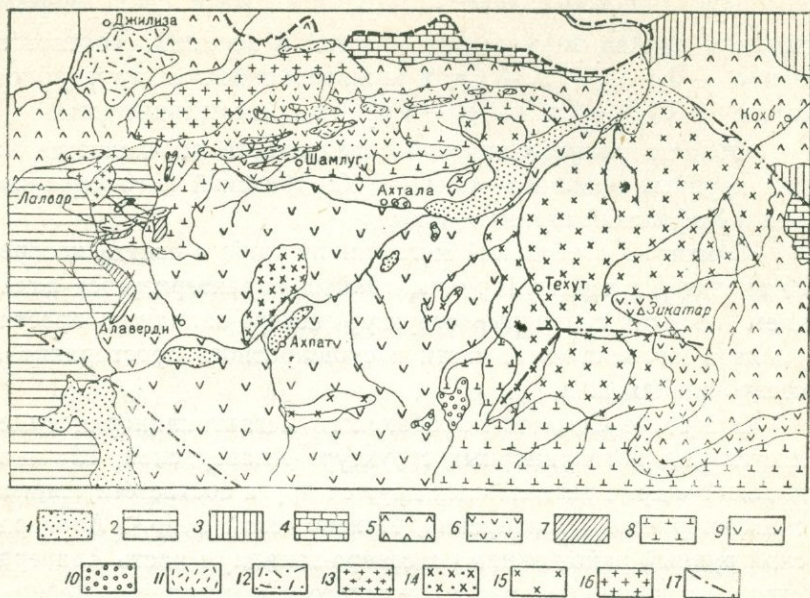 Джилиза
Кохб
Шамлуг
Лалвар
Ахтала
Техут
Зикатар
Алаверди
Ахпат
1 2 3 4 5 6 7 8 9
10 11 12 13 14 15 16 17